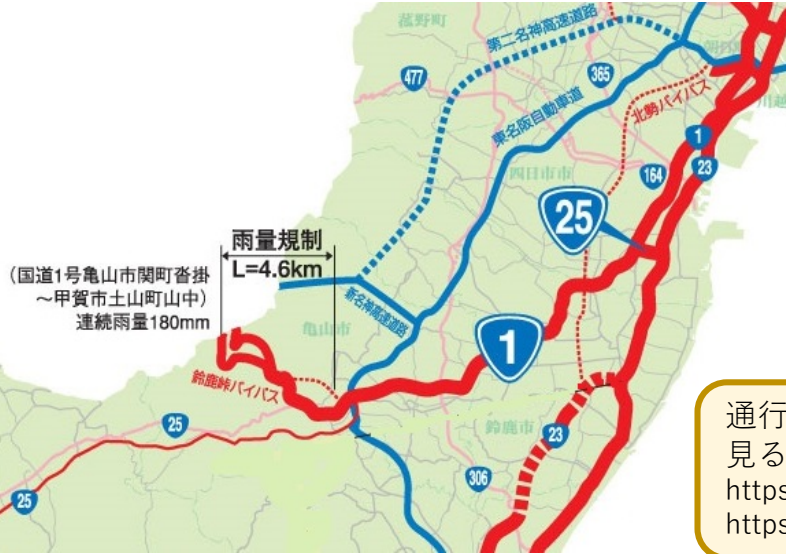 菰野町
第二名神高速道路
477
365
東名阪自動車道
北勢バイパス
川越
1
23
164
四日市市
25
雨量規制
L=4.6km
(国道1号亀山市関町沓掛
～甲賀市土山町山中)
連続雨量180mm
新名神高速道路
亀山市
1
鈴鹿峠バイパス
25
鈴鹿市
23
306
25
通行
見る
https
https